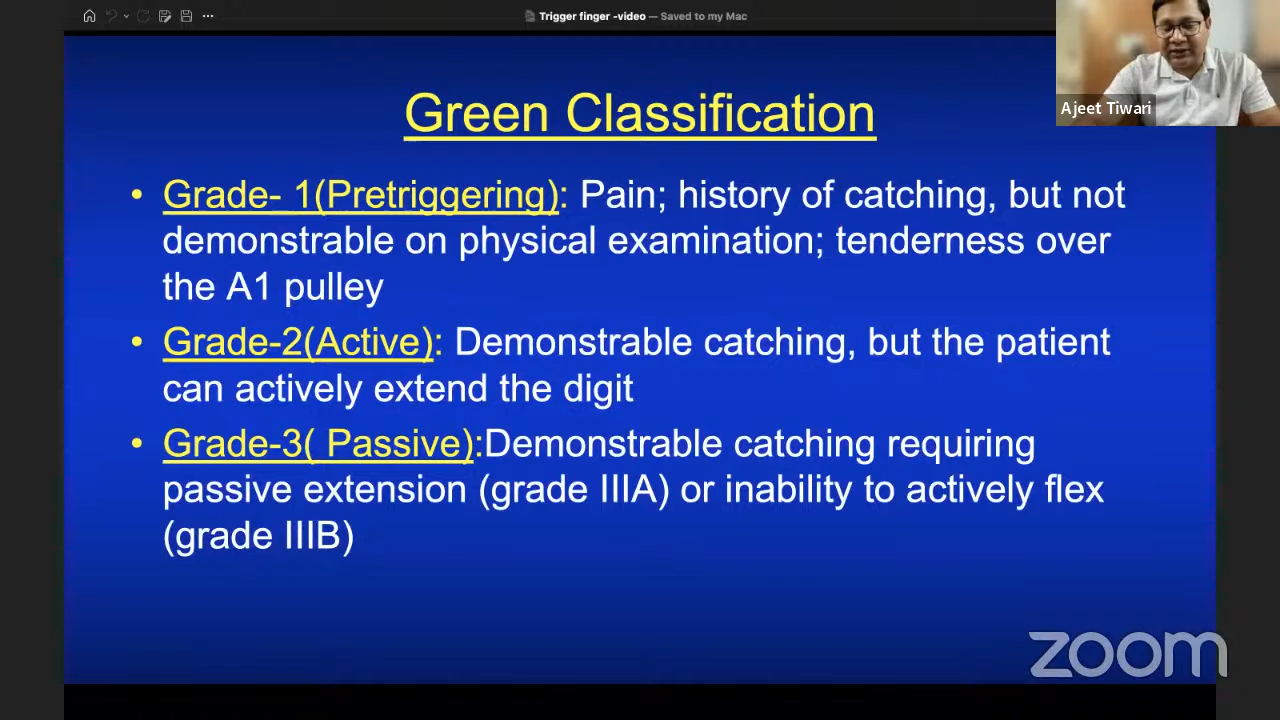 Trigger finger -video — Saved to my Mac
Ajeet Tiwari
Green Classification
• Grade- 1(Pretriggering): Pain; history of catching, but not
demonstrable on physical examination; tenderness over
the A1 pulley
• Grade-2(Active): Demonstrable catching, but the patient
can actively extend the digit
• Grade-3( Passive):Demonstrable catching requiring
passive extension (grade IIIA) or inability to actively flex
(grade IIIB)
zoom